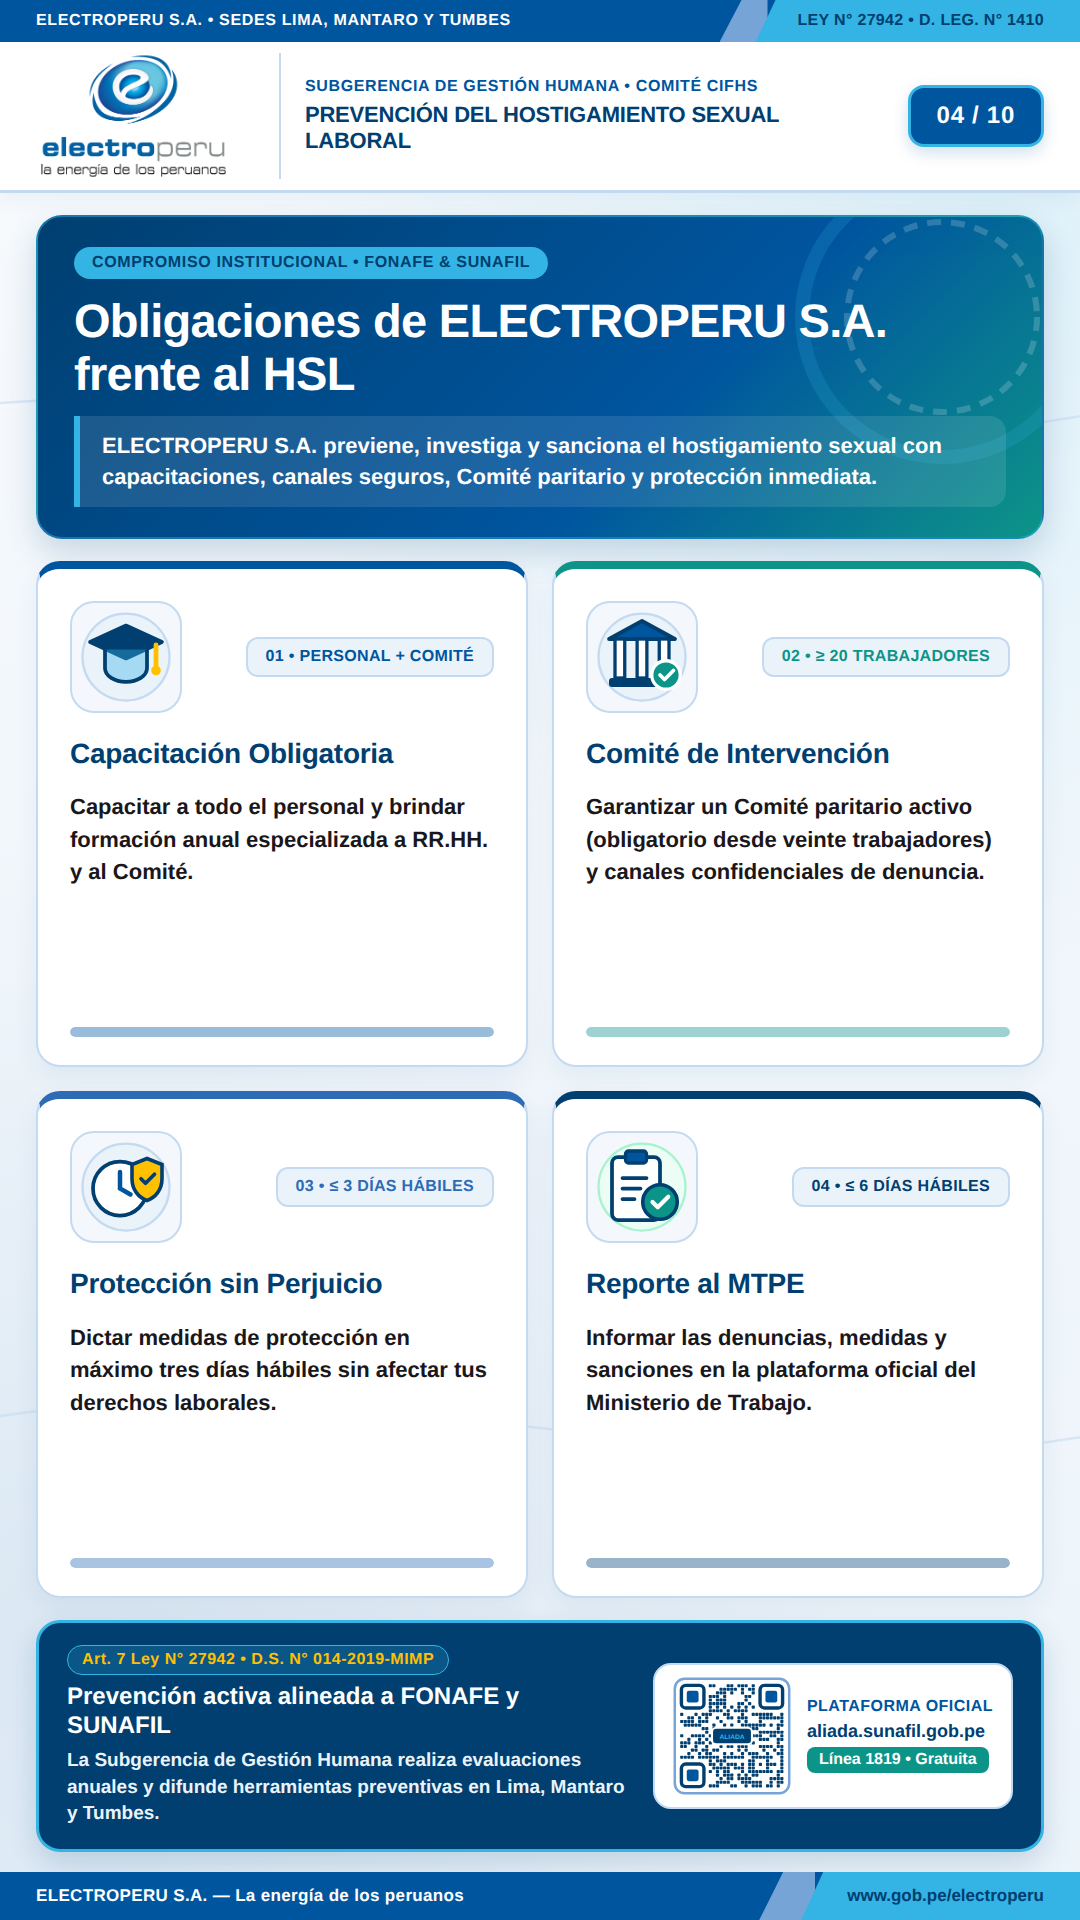 ELECTROPERU S.A. • SEDES LIMA, MANTARO Y TUMBES
LEY N° 27942 • D. LEG. N° 1410
electroperu
la energía de los peruanos
SUBGERENCIA DE GESTIÓN HUMANA • COMITÉ CIFHS
PREVENCIÓN DEL HOSTIGAMIENTO SEXUAL
LABORAL
04 / 10
COMPROMISO INSTITUCIONAL • FONAFE & SUNAFIL
Obligaciones de ELECTROPERU S.A.
frente al HSL
ELECTROPERU S.A. previene, investiga y sanciona el hostigamiento sexual con
capacitaciones, canales seguros, Comité paritario y protección inmediata.
01 • PERSONAL + COMITÉ
Capacitación Obligatoria
Capacitar a todo el personal y brindar
formación anual especializada a RR.HH.
y al Comité.
02 • ≥ 20 TRABAJADORES
Comité de Intervención
Garantizar un Comité paritario activo
(obligatorio desde veinte trabajadores)
y canales confidenciales de denuncia.
03 • ≤ 3 DÍAS HÁBILES
Protección sin Perjuicio
Dictar medidas de protección en
máximo tres días hábiles sin afectar tus
derechos laborales.
04 • ≤ 6 DÍAS HÁBILES
Reporte al MTPE
Informar las denuncias, medidas y
sanciones en la plataforma oficial del
Ministerio de Trabajo.
Art. 7 Ley N° 27942 • D.S. N° 014-2019-MIMP
Prevención activa alineada a FONAFE y
SUNAFIL
La Subgerencia de Gestión Humana realiza evaluaciones
anuales y difunde herramientas preventivas en Lima, Mantaro
y Tumbes.
ALIADA
PLATAFORMA OFICIAL
aliada.sunafil.gob.pe
Línea 1819 • Gratuita
ELECTROPERU S.A. — La energía de los peruanos
www.gob.pe/electroperu